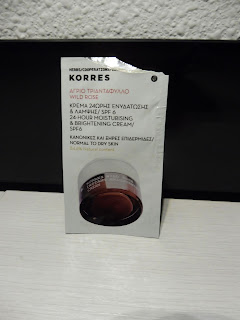 KORRES
ΑΓΡΙΟ ΤΡΙΑΝΤΑΦΥΛΛΟ
WILD ROSE
ΚΡΕΜΑ 24ΩΡΗΣ ΕΝΥΔΑΤΩΣΗΣ
& ΛΑΜΨΗΣ/ SPF 6
24-HOUR MOISTURISING
& BRIGHTENING CREAM/
SPF6
ΚΑΝΟΝΙΚΕΣ ΚΑΙ ΞΗΡΕΣ ΕΠΙΔΕΡΜΙΔΕΣ/
NORMAL TO DRY SKIN
KORRES